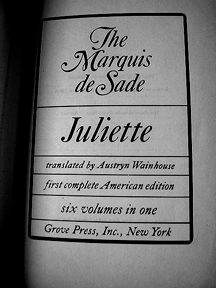 The
Marquis
de Sade
Juliette
translated by Austryn Wainhouse
first complete American edition
six volumes in one
Grove Press, Inc., New York